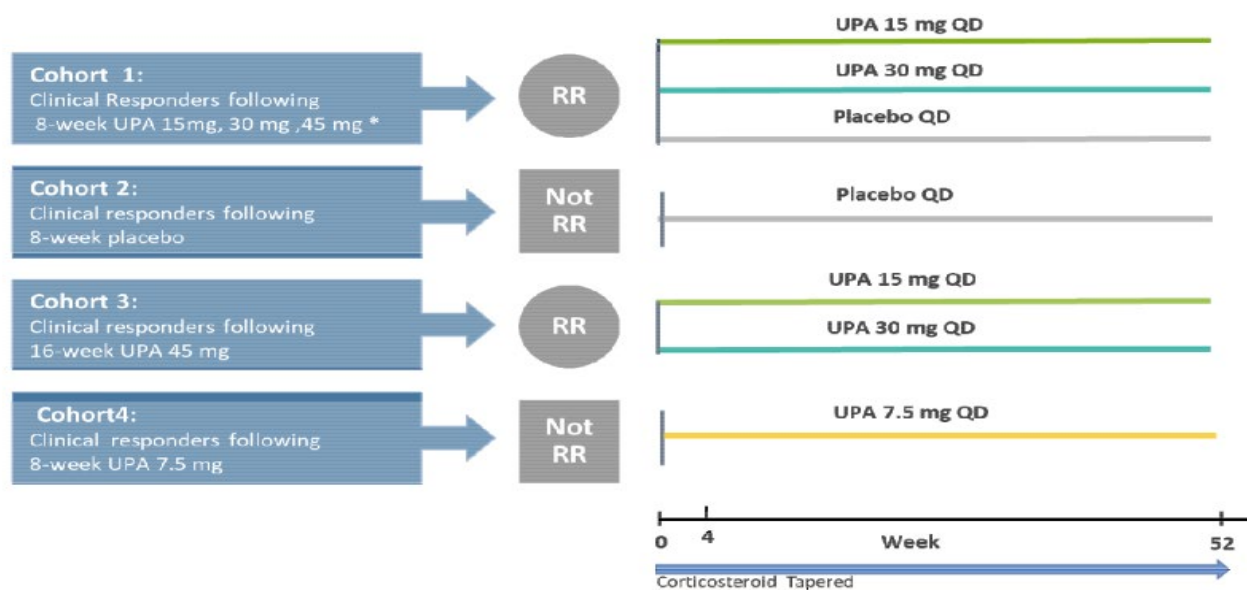 Cohort 1:
Clinical Responders following
8-week UPA 15mg, 30 mg ,45 mg *
RR
UPA 15 mg QD
UPA 30 mg QD
Placebo QD
Cohort 2:
Clinical responders following
8-week placebo
Not
RR
Placebo QD
Cohort 3:
Clinical responders following
16-week UPA 45 mg
RR
UPA 15 mg QD
UPA 30 mg QD
Cohort4:
Clinical responders following
8-week UPA 7.5 mg
Not
RR
UPA 7.5 mg QD
0 4 Week 52
Corticosteroid Tapered